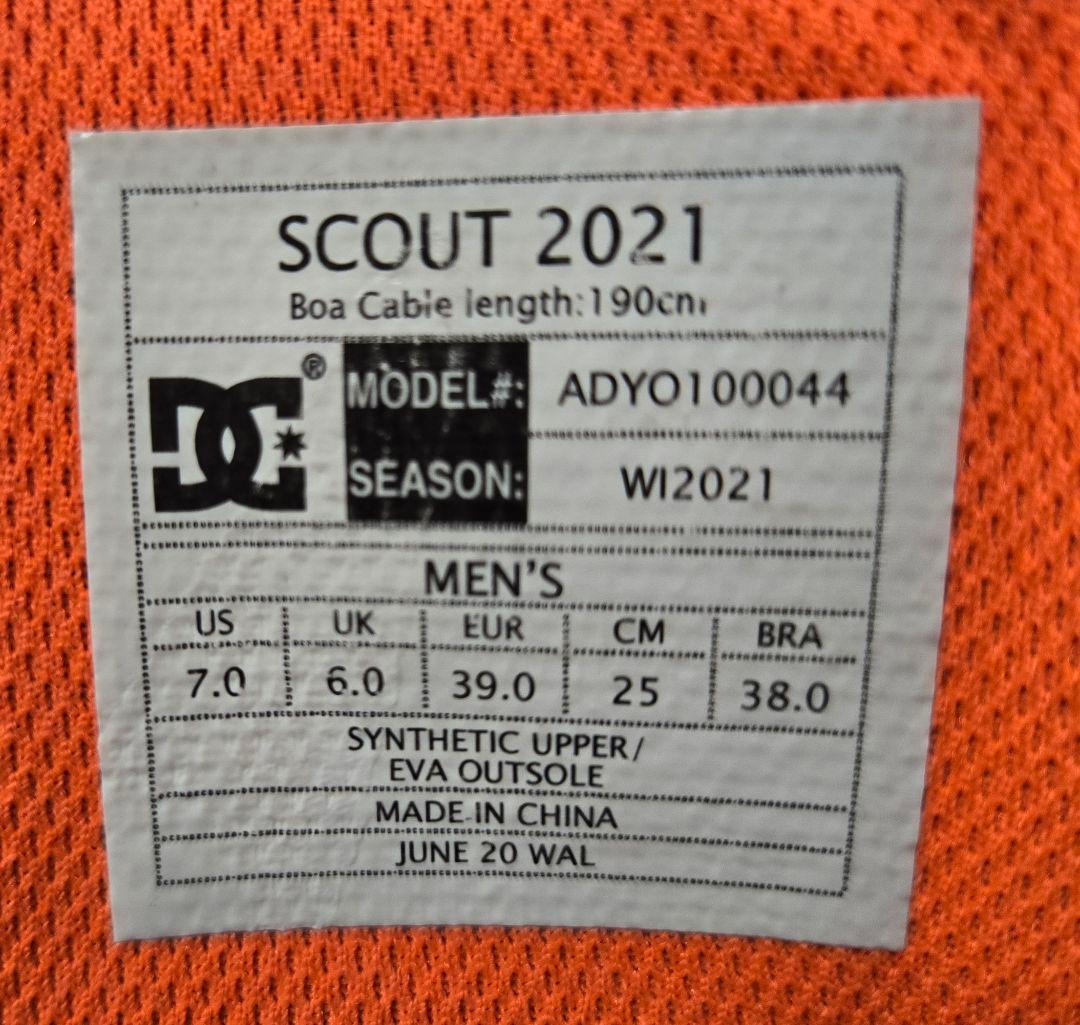 SCOUT 2021
Boa Cable length:190cm
DC®
MODEL#: ADYO100044
SEASON: WI2021
MEN'S
US UK EUR CM BRA
7.0 6.0 39.0 25 38.0
SYNTHETIC UPPER/
EVA OUTSOLE
MADE IN CHINA
JUNE 20 WAL